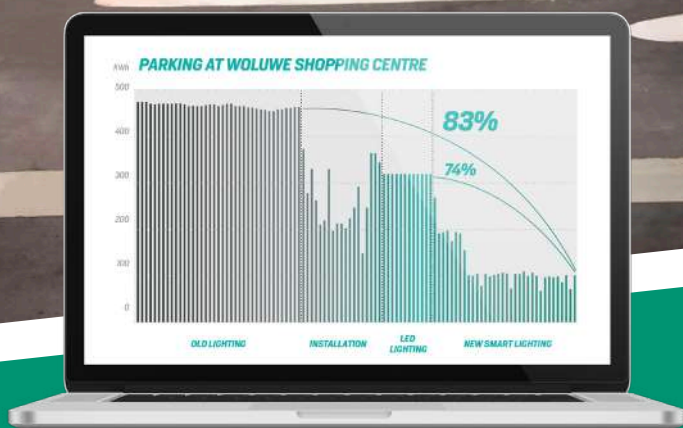 PARKING AT WOLUWE SHOPPING CENTRE
KWh
500
400
300
200
100
0
83%
74%
OLD LIGHTING
INSTALLATION
LED
LIGHTING
NEW SMART LIGHTING